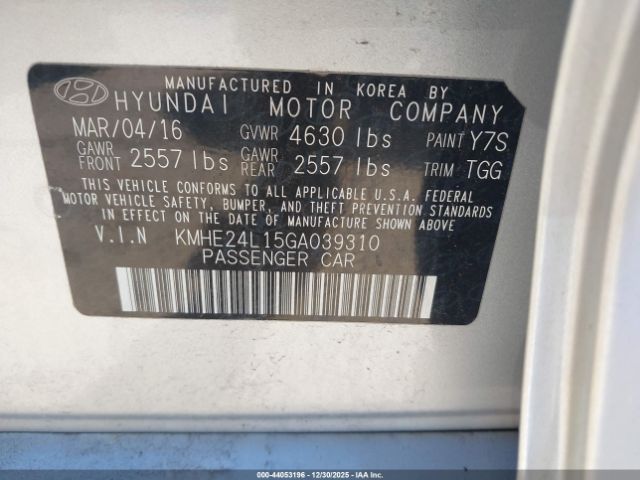 MANUFACTURED IN KOREA BY
HYUNDAI MOTOR COMPANY
MAR/04/16 GVWR 4630 lbs PAINT Y7S
GAWR FRONT 2557 lbs GAWR REAR 2557 lbs TRIM TGG
THIS VEHICLE CONFORMS TO ALL APPLICABLE U.S.A. FEDERAL
MOTOR VEHICLE SAFETY, BUMPER, AND THEFT PREVENTION STANDARDS
IN EFFECT ON THE DATE OF MANUFACTURE SHOWN ABOVE
V.I.N KMHE24L15GA039310
PASSENGER CAR
000-44053196 - 12/30/2025 - IAA Inc.